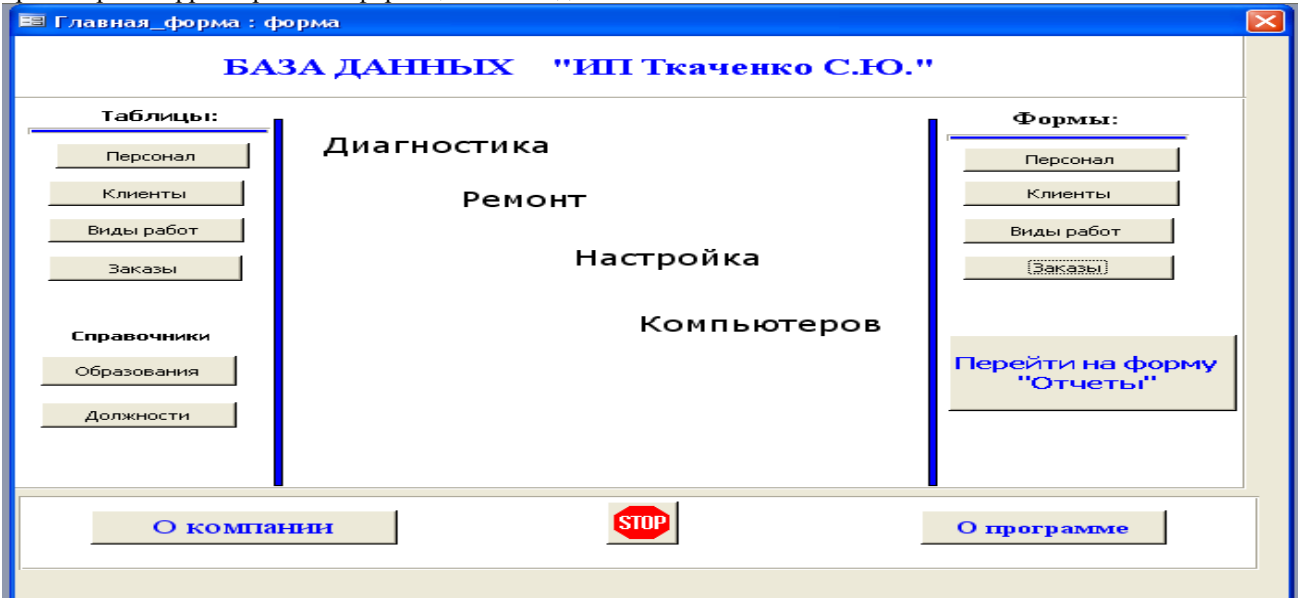 Главная_форма : форма
БАЗА ДАННЫХ "ИП Ткаченко С.Ю."
Таблицы:
Персонал
Клиенты
Виды работ
Заказы
Справочники
Образования
Должности
Диагностика
Ремонт
Настройка
Компьютеров
Формы:
Персонал
Клиенты
Виды работ
Заказы
Перейти на форму
"Отчеты"
О компании
STOP
О программе